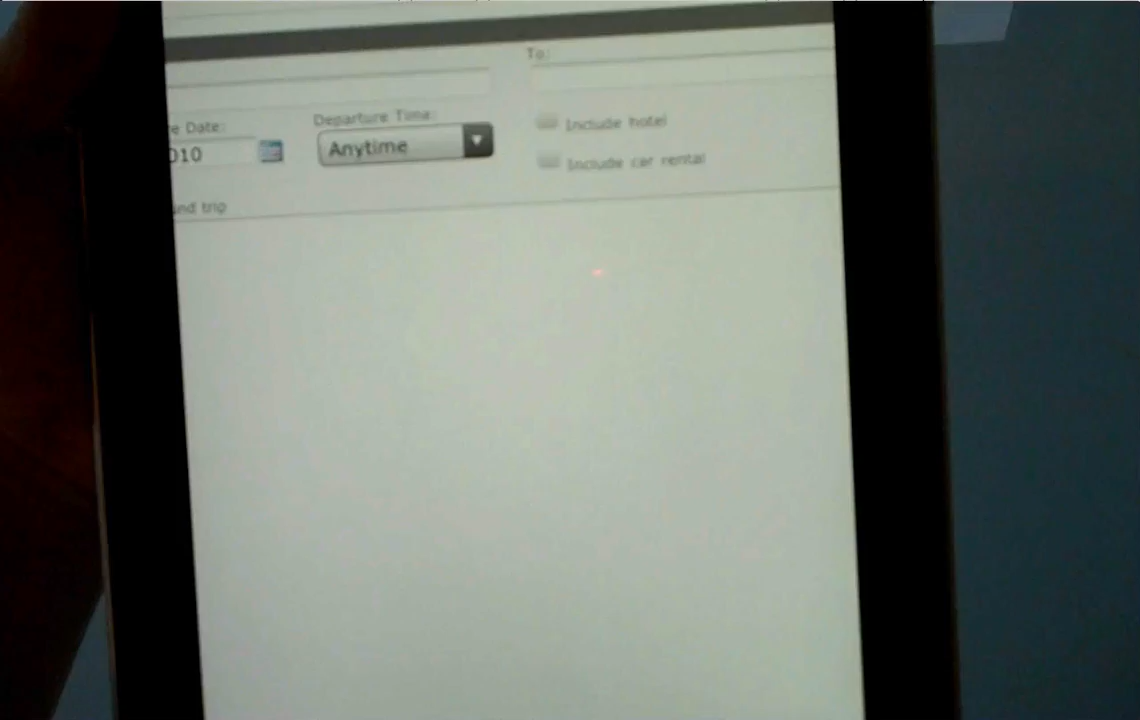 To:
e Date:
Departure Time:
Include hotel
010
Anytime
Include car rental
und trip